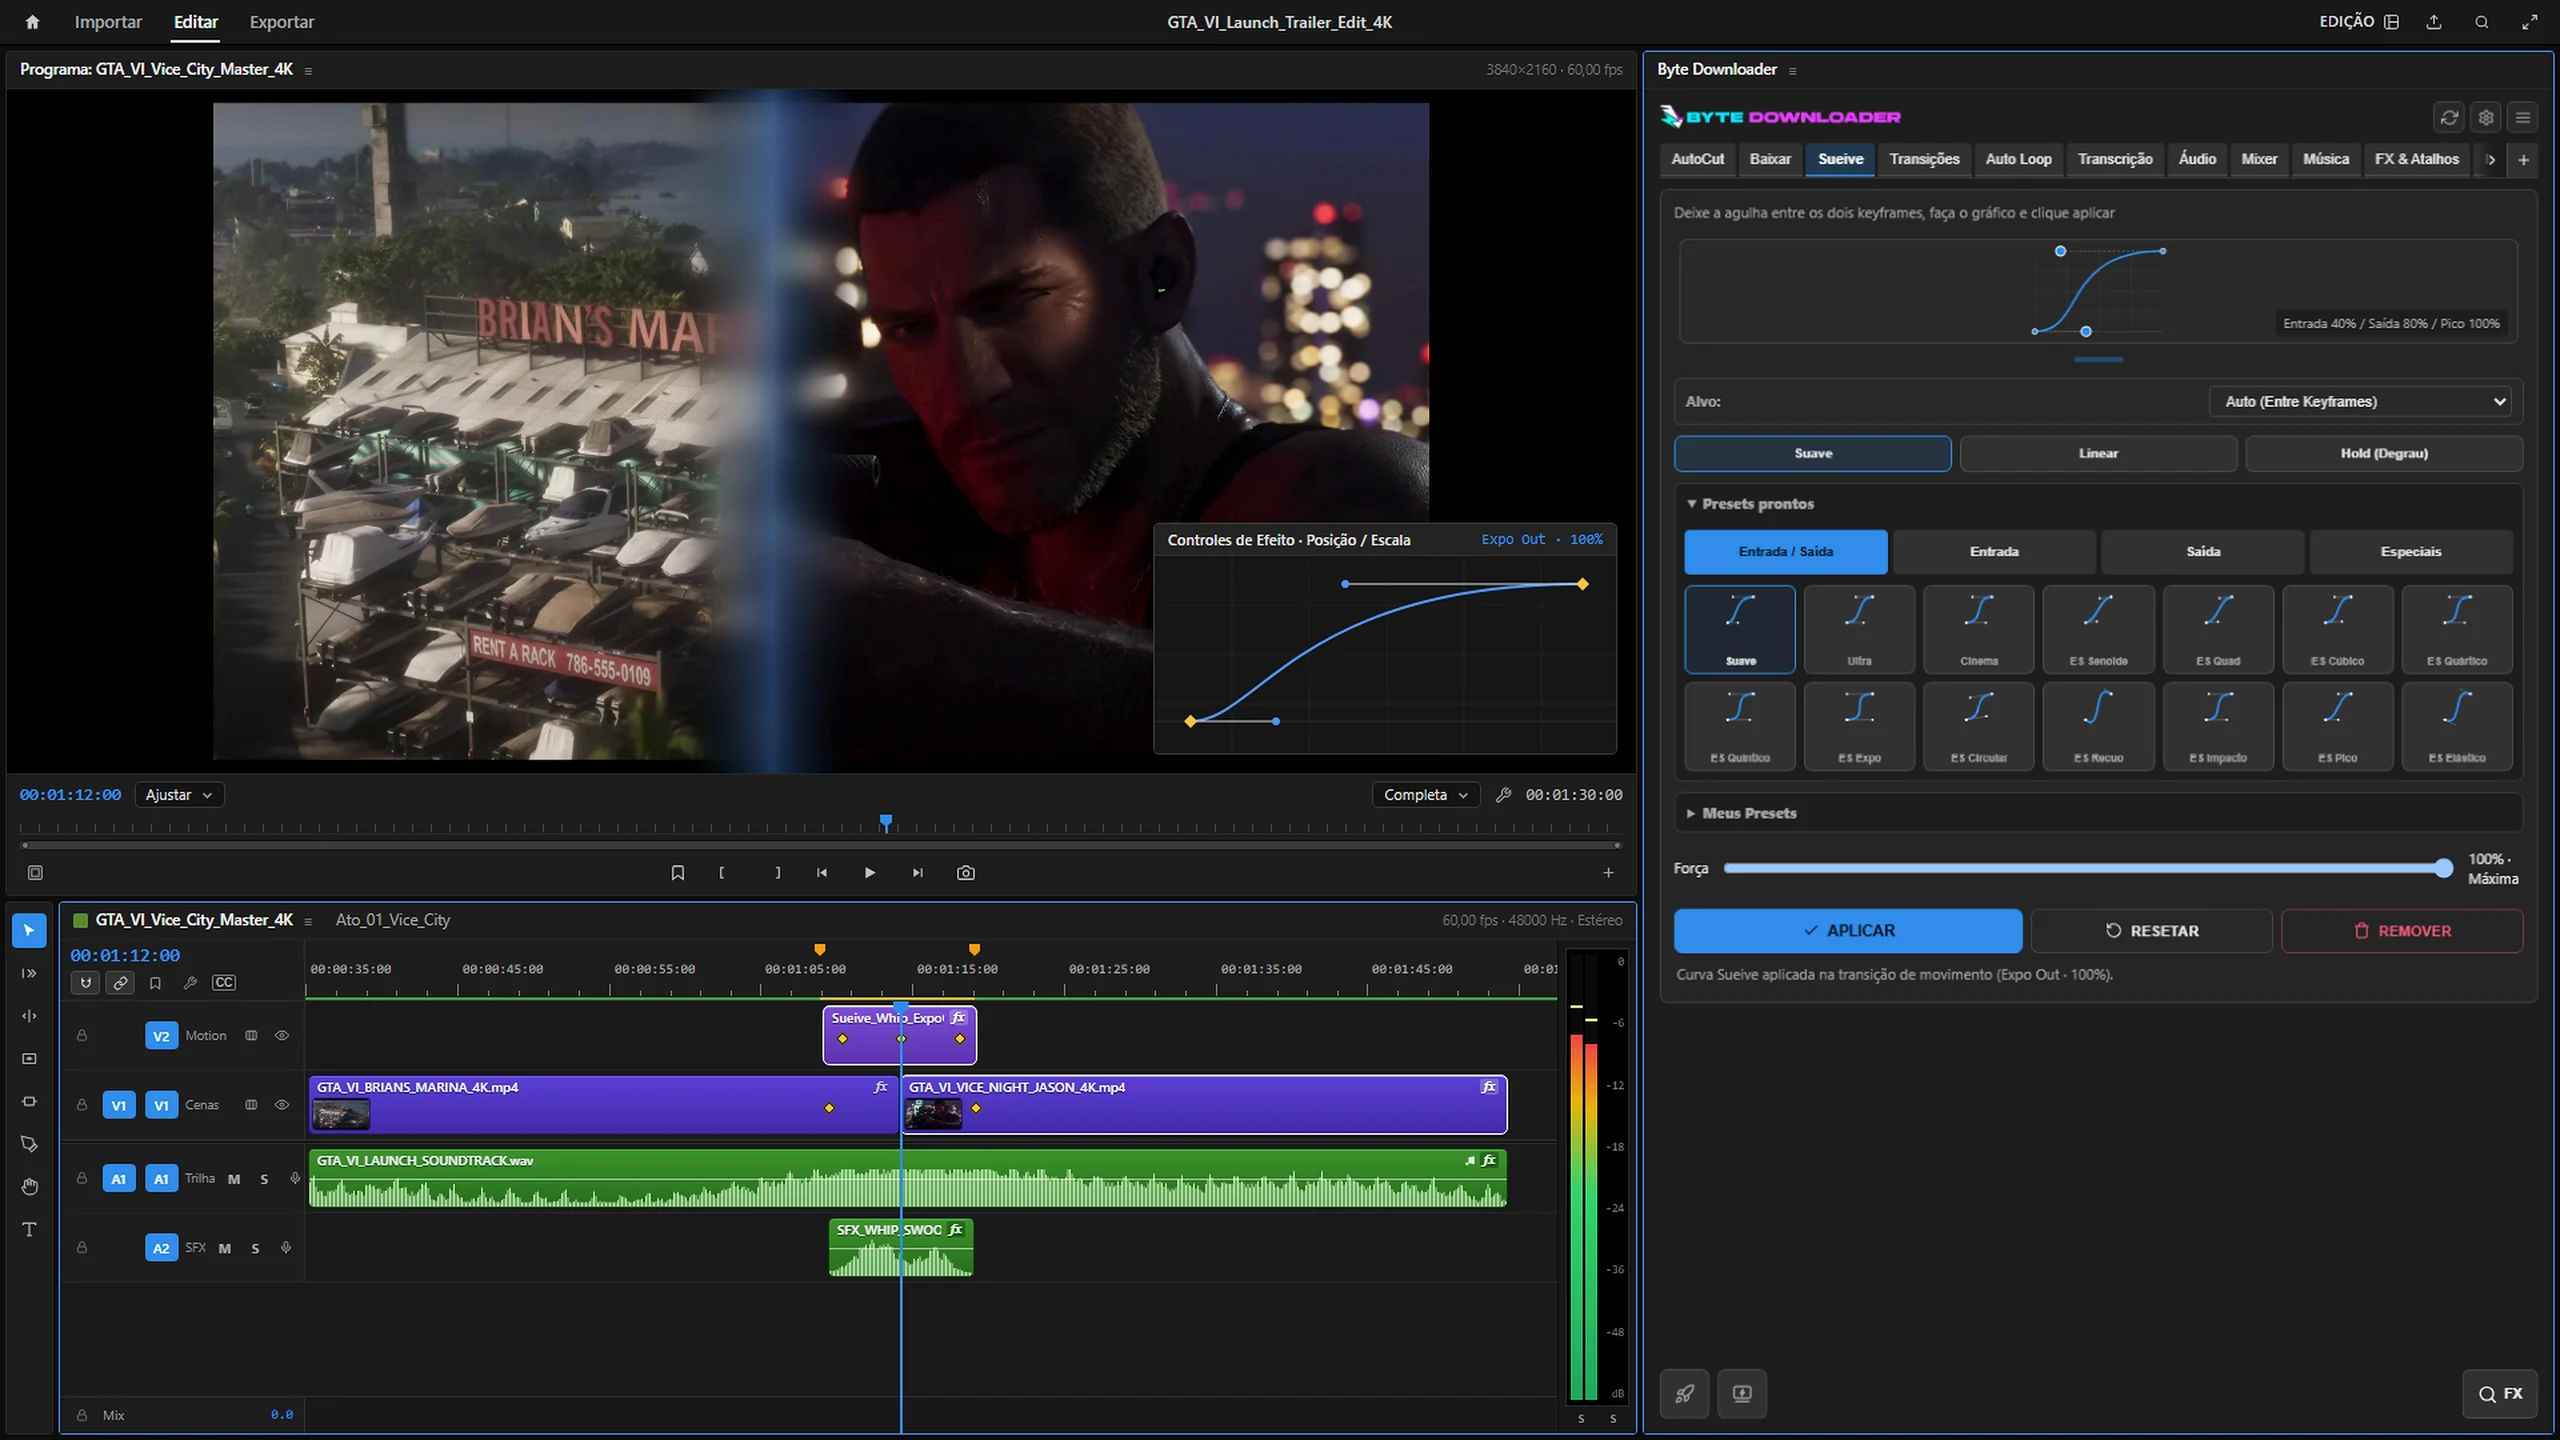 Importar Editar Exportar GTA_VI_Launch_Trailer_Edit_4K EDIÇÃO
Programa: GTA_VI_Vice_City_Master_4K 3840×2160 · 60,00 fps
BRIAN'S MAR
RENT A RACK 786-555-0109
Controles de Efeito · Posição / Escala Expo Out · 100%
00:01:12:00 Ajustar Completa 00:01:30:00
GTA_VI_Vice_City_Master_4K Ato_01_Vice_City 60,00 fps · 48000 Hz · Estéreo
00:01:12:00
00:00:35:00 00:00:45:00 00:00:55:00 00:01:05:00 00:01:15:00 00:01:25:00 00:01:35:00 00:01:45:00 00:01
CC
V2 Motion
Sueive_Whip_Expo fx
V1 V1 Cenas
GTA_VI_BRIANS_MARINA_4K.mp4 fx
GTA_VI_VICE_NIGHT_JASON_4K.mp4 fx
A1 A1 Trilha M S
GTA_VI_LAUNCH_SOUNDTRACK.wav fx
A2 SFX M S
SFX_WHIP_SWOO fx
Mix 0.0
0
-6
-12
-18
-24
-30
-36
-48
dB
S S
Byte Downloader
BYTE DOWNLOADER
AutoCut Baixar Sueive Transições Auto Loop Transcrição Áudio Mixer Música FX & Atalhos
Deixe a agulha entre os dois keyframes, faça o gráfico e clique aplicar
Entrada 40% / Saída 80% / Pico 100%
Alvo: Auto (Entre Keyframes)
Suave Linear Hold (Degrau)
Presets prontos
Entrada / Saída Entrada Saída Especiais
Suave Ultra Cinema ES Senoide ES Quad ES Cúbico ES Quártico
ES Quíntico ES Expo ES Circular ES Recuo ES Impacto ES Pico ES Elástico
Meus Presets
Força 100% · Máxima
APLICAR RESETAR REMOVER
Curva Sueive aplicada na transição de movimento (Expo Out · 100%).
FX